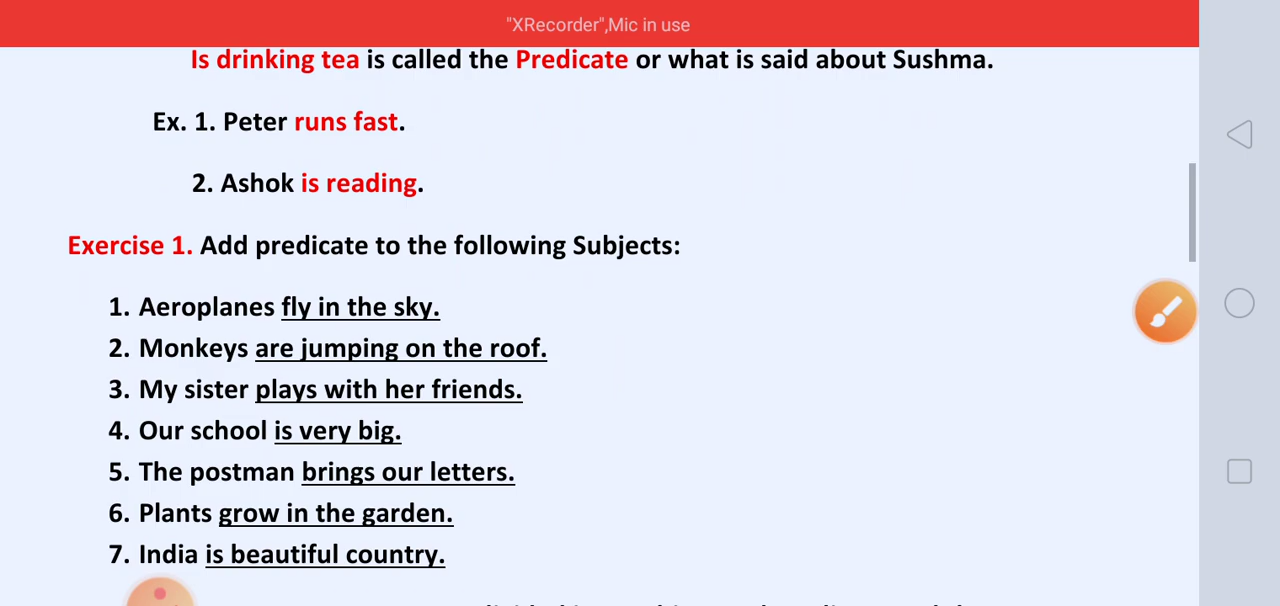 "XRecorder",Mic in use
Is drinking tea is called the Predicate or what is said about Sushma.
Ex. 1. Peter runs fast.
2. Ashok is reading.
Exercise 1. Add predicate to the following Subjects:
1. Aeroplanes fly in the sky.
2. Monkeys are jumping on the roof.
3. My sister plays with her friends.
4. Our school is very big.
5. The postman brings our letters.
6. Plants grow in the garden.
7. India is beautiful country.